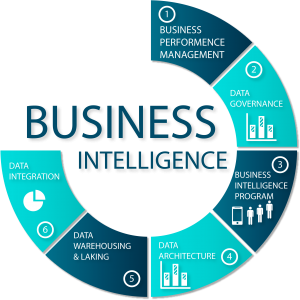 BUSINESS
INTELLIGENCE
1
BUSINESS
PERFORMENCE
MANAGEMENT
2
DATA
GOVERNANCE
3
BUSINESS
INTELLIGENCE
PROGRAM
4
DATA
ARCHITECTURE
5
DATA
WAREHOUSING
& LAKING
6
DATA
INTEGRATION